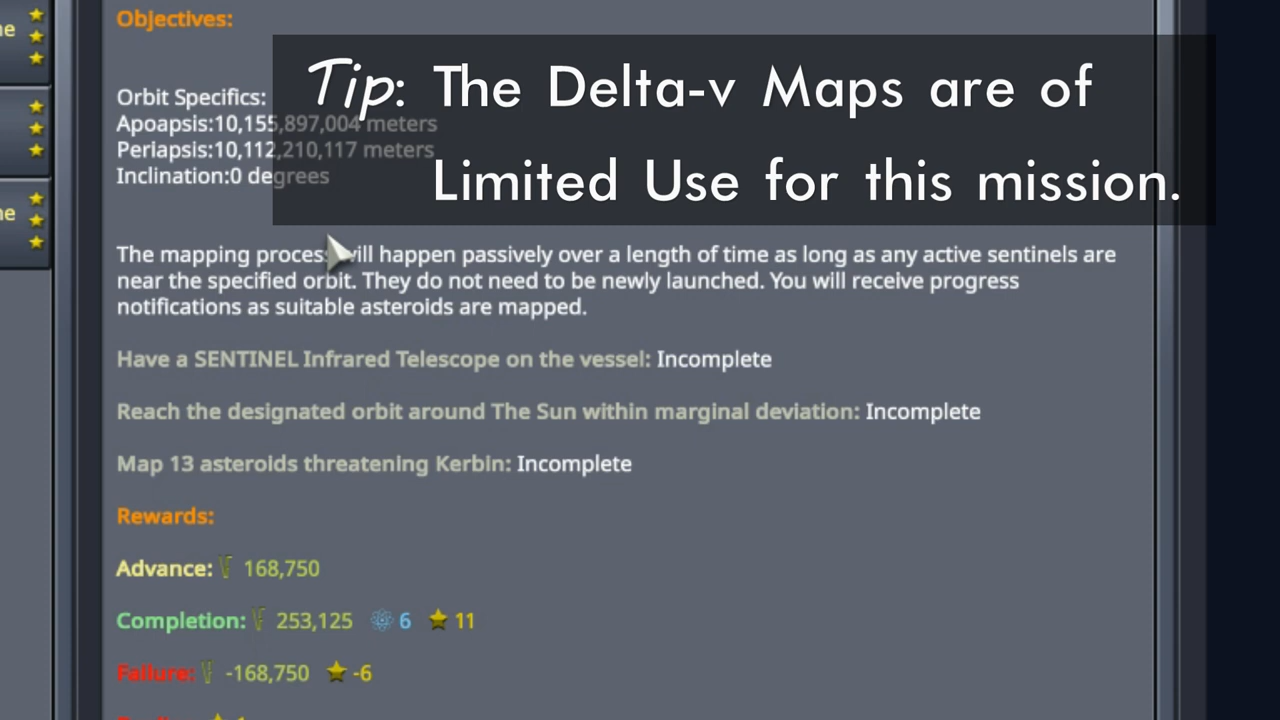 Objectives:
Tip: The Delta-v Maps are of
Limited Use for this mission.
Orbit Specifics:
Apoapsis:10,155,897,004 meters
Periapsis:10,112,210,117 meters
Inclination:0 degrees
The mapping process will happen passively over a length of time as long as any active sentinels are
near the specified orbit. They do not need to be newly launched. You will receive progress
notifications as suitable asteroids are mapped.
Have a SENTINEL Infrared Telescope on the vessel: Incomplete
Reach the designated orbit around The Sun within marginal deviation: Incomplete
Map 13 asteroids threatening Kerbin: Incomplete
Rewards:
Advance: 168,750
Completion: 253,125 6 11
Failure: -168,750 -6